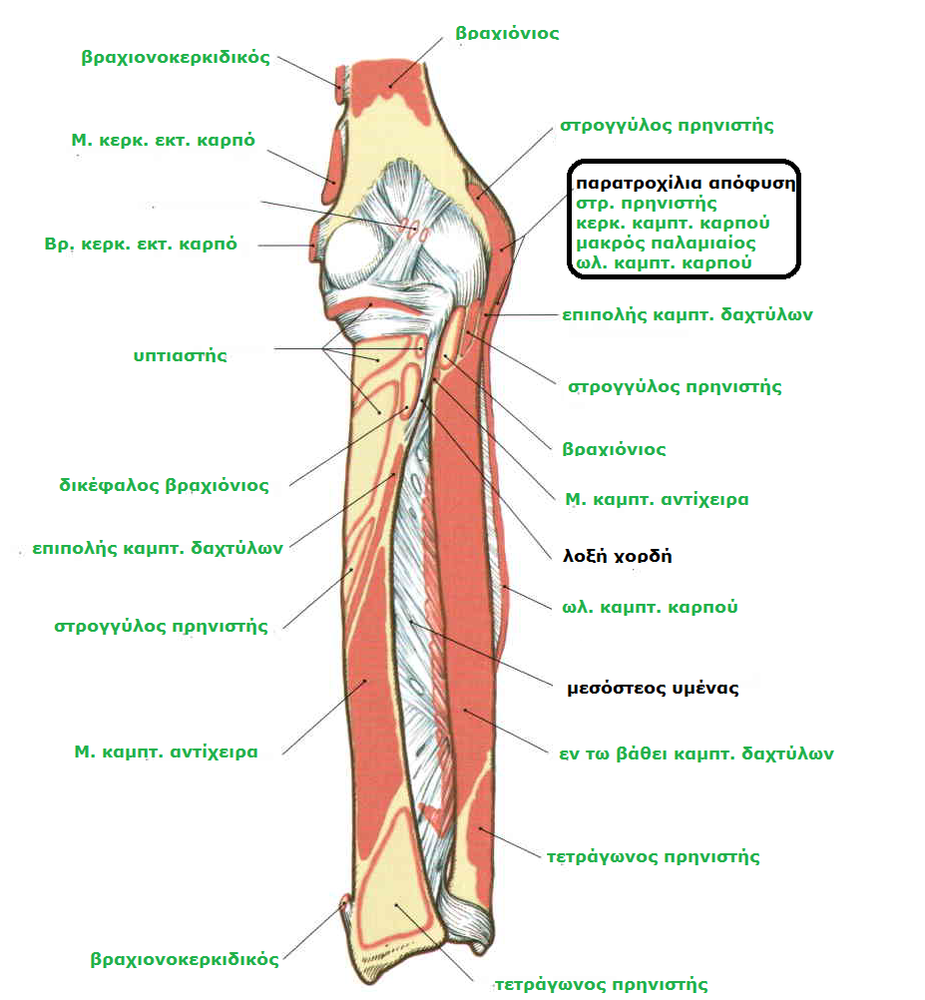 βραχιόνιος
βραχιονοκερκιδικός
στρογγύλος πρηνιστής
Μ. κερκ. εκτ. καρπό
παρατροχίλια απόφυση
στρ. πρηνιστής
κερκ. καμπτ. καρπού
μακρός παλαμιαίος
ωλ. καμπτ. καρπού
Βρ. κερκ. εκτ. καρπό
επιπολής καμπτ. δαχτύλων
υπτιαστής
στρογγύλος πρηνιστής
βραχιόνιος
δικέφαλος βραχιόνιος
Μ. καμπτ. αντίχειρα
επιπολής καμπτ. δαχτύλων
λοξή χορδή
ωλ. καμπτ. καρπού
στρογγύλος πρηνιστής
μεσόστεος υμένας
Μ. καμπτ. αντίχειρα
εν τω βάθει καμπτ. δαχτύλων
τετράγωνος πρηνιστής
βραχιονοκερκιδικός
τετράγωνος πρηνιστής